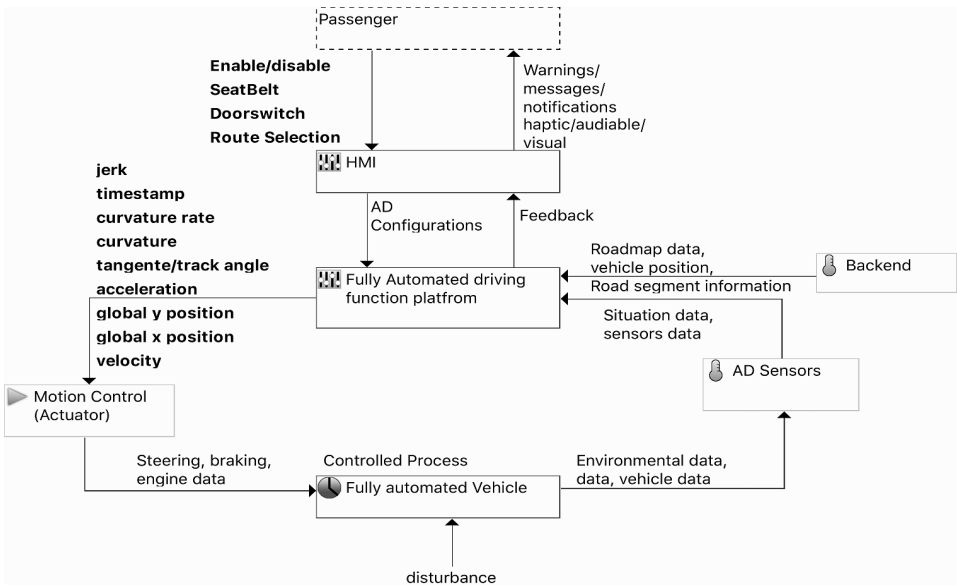 Passenger
Enable/disable
SeatBelt
Doorswitch
Route Selection
Warnings/
messages/
notifications
haptic/audiable/
visual
HMI
jerk
timestamp
curvature rate
curvature
tangente/track angle
acceleration
global y position
global x position
velocity
AD
Configurations
Feedback
Roadmap data,
vehicle position,
Road segment information
Backend
Fully Automated driving
function platfrom
Situation data,
sensors data
AD Sensors
Motion Control
(Actuator)
Steering, braking,
engine data
Controlled Process
Fully automated Vehicle
Environmental data,
data, vehicle data
disturbance